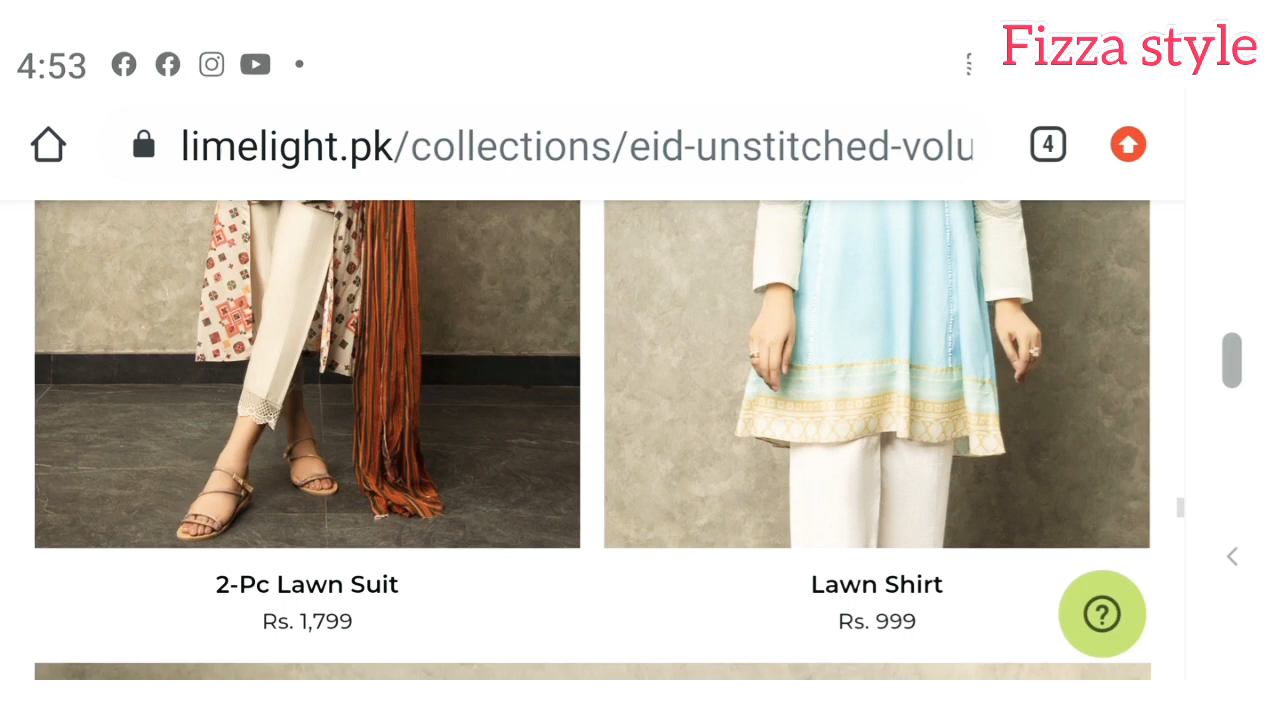 Fizza style
4:53
limelight.pk/collections/eid-unstitched-volu
4
2-Pc Lawn Suit
Lawn Shirt
Rs. 1,799
Rs. 999
?